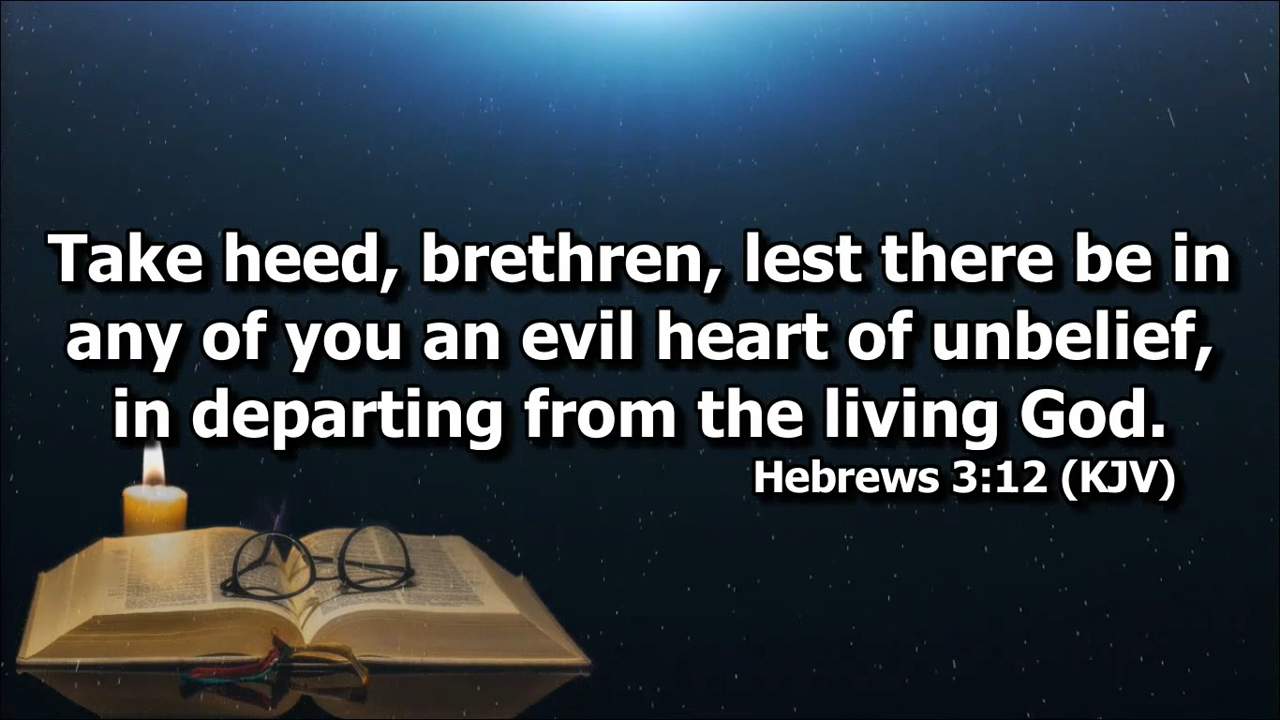 Take heed, brethren, lest there be in
any of you an evil heart of unbelief,
in departing from the living God.
Hebrews 3:12 (KJV)